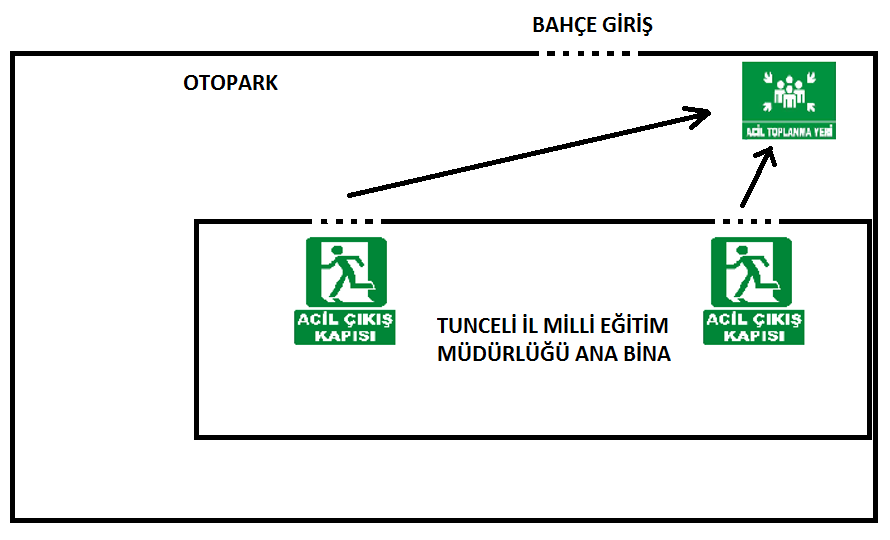 BAHÇE GİRİŞ
OTOPARK
ACİL TOPLANMA YERİ
ACİL ÇIKIŞ
KAPISI
TUNCELİ İL MİLLİ EĞİTİM
MÜDÜRLÜĞÜ ANA BİNA
ACİL ÇIKIŞ
KAPISI